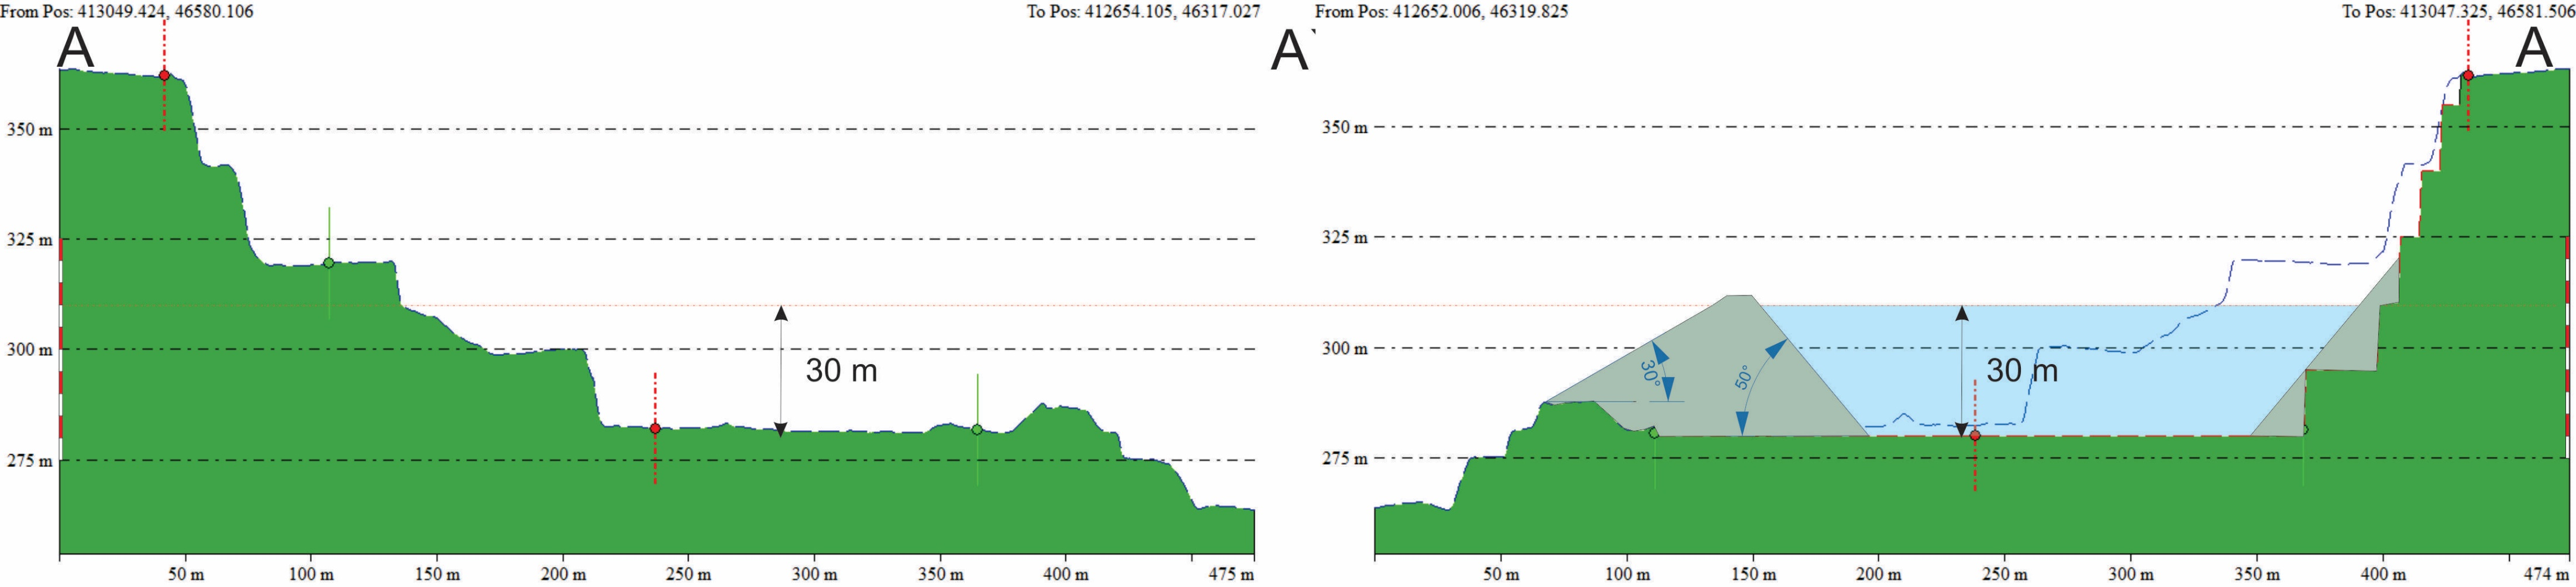 From Pos: 413049.424, 46580.106
To Pos: 412654.105, 46317.027
A
A`
350 m
325 m
300 m
275 m
30 m
50 m
100 m
150 m
200 m
250 m
300 m
350 m
400 m
475 m
From Pos: 412652.006, 46319.825
To Pos: 413047.325, 46581.506
A
350 m
325 m
300 m
275 m
30°
50°
30 m
50 m
100 m
150 m
200 m
250 m
300 m
350 m
400 m
474 m